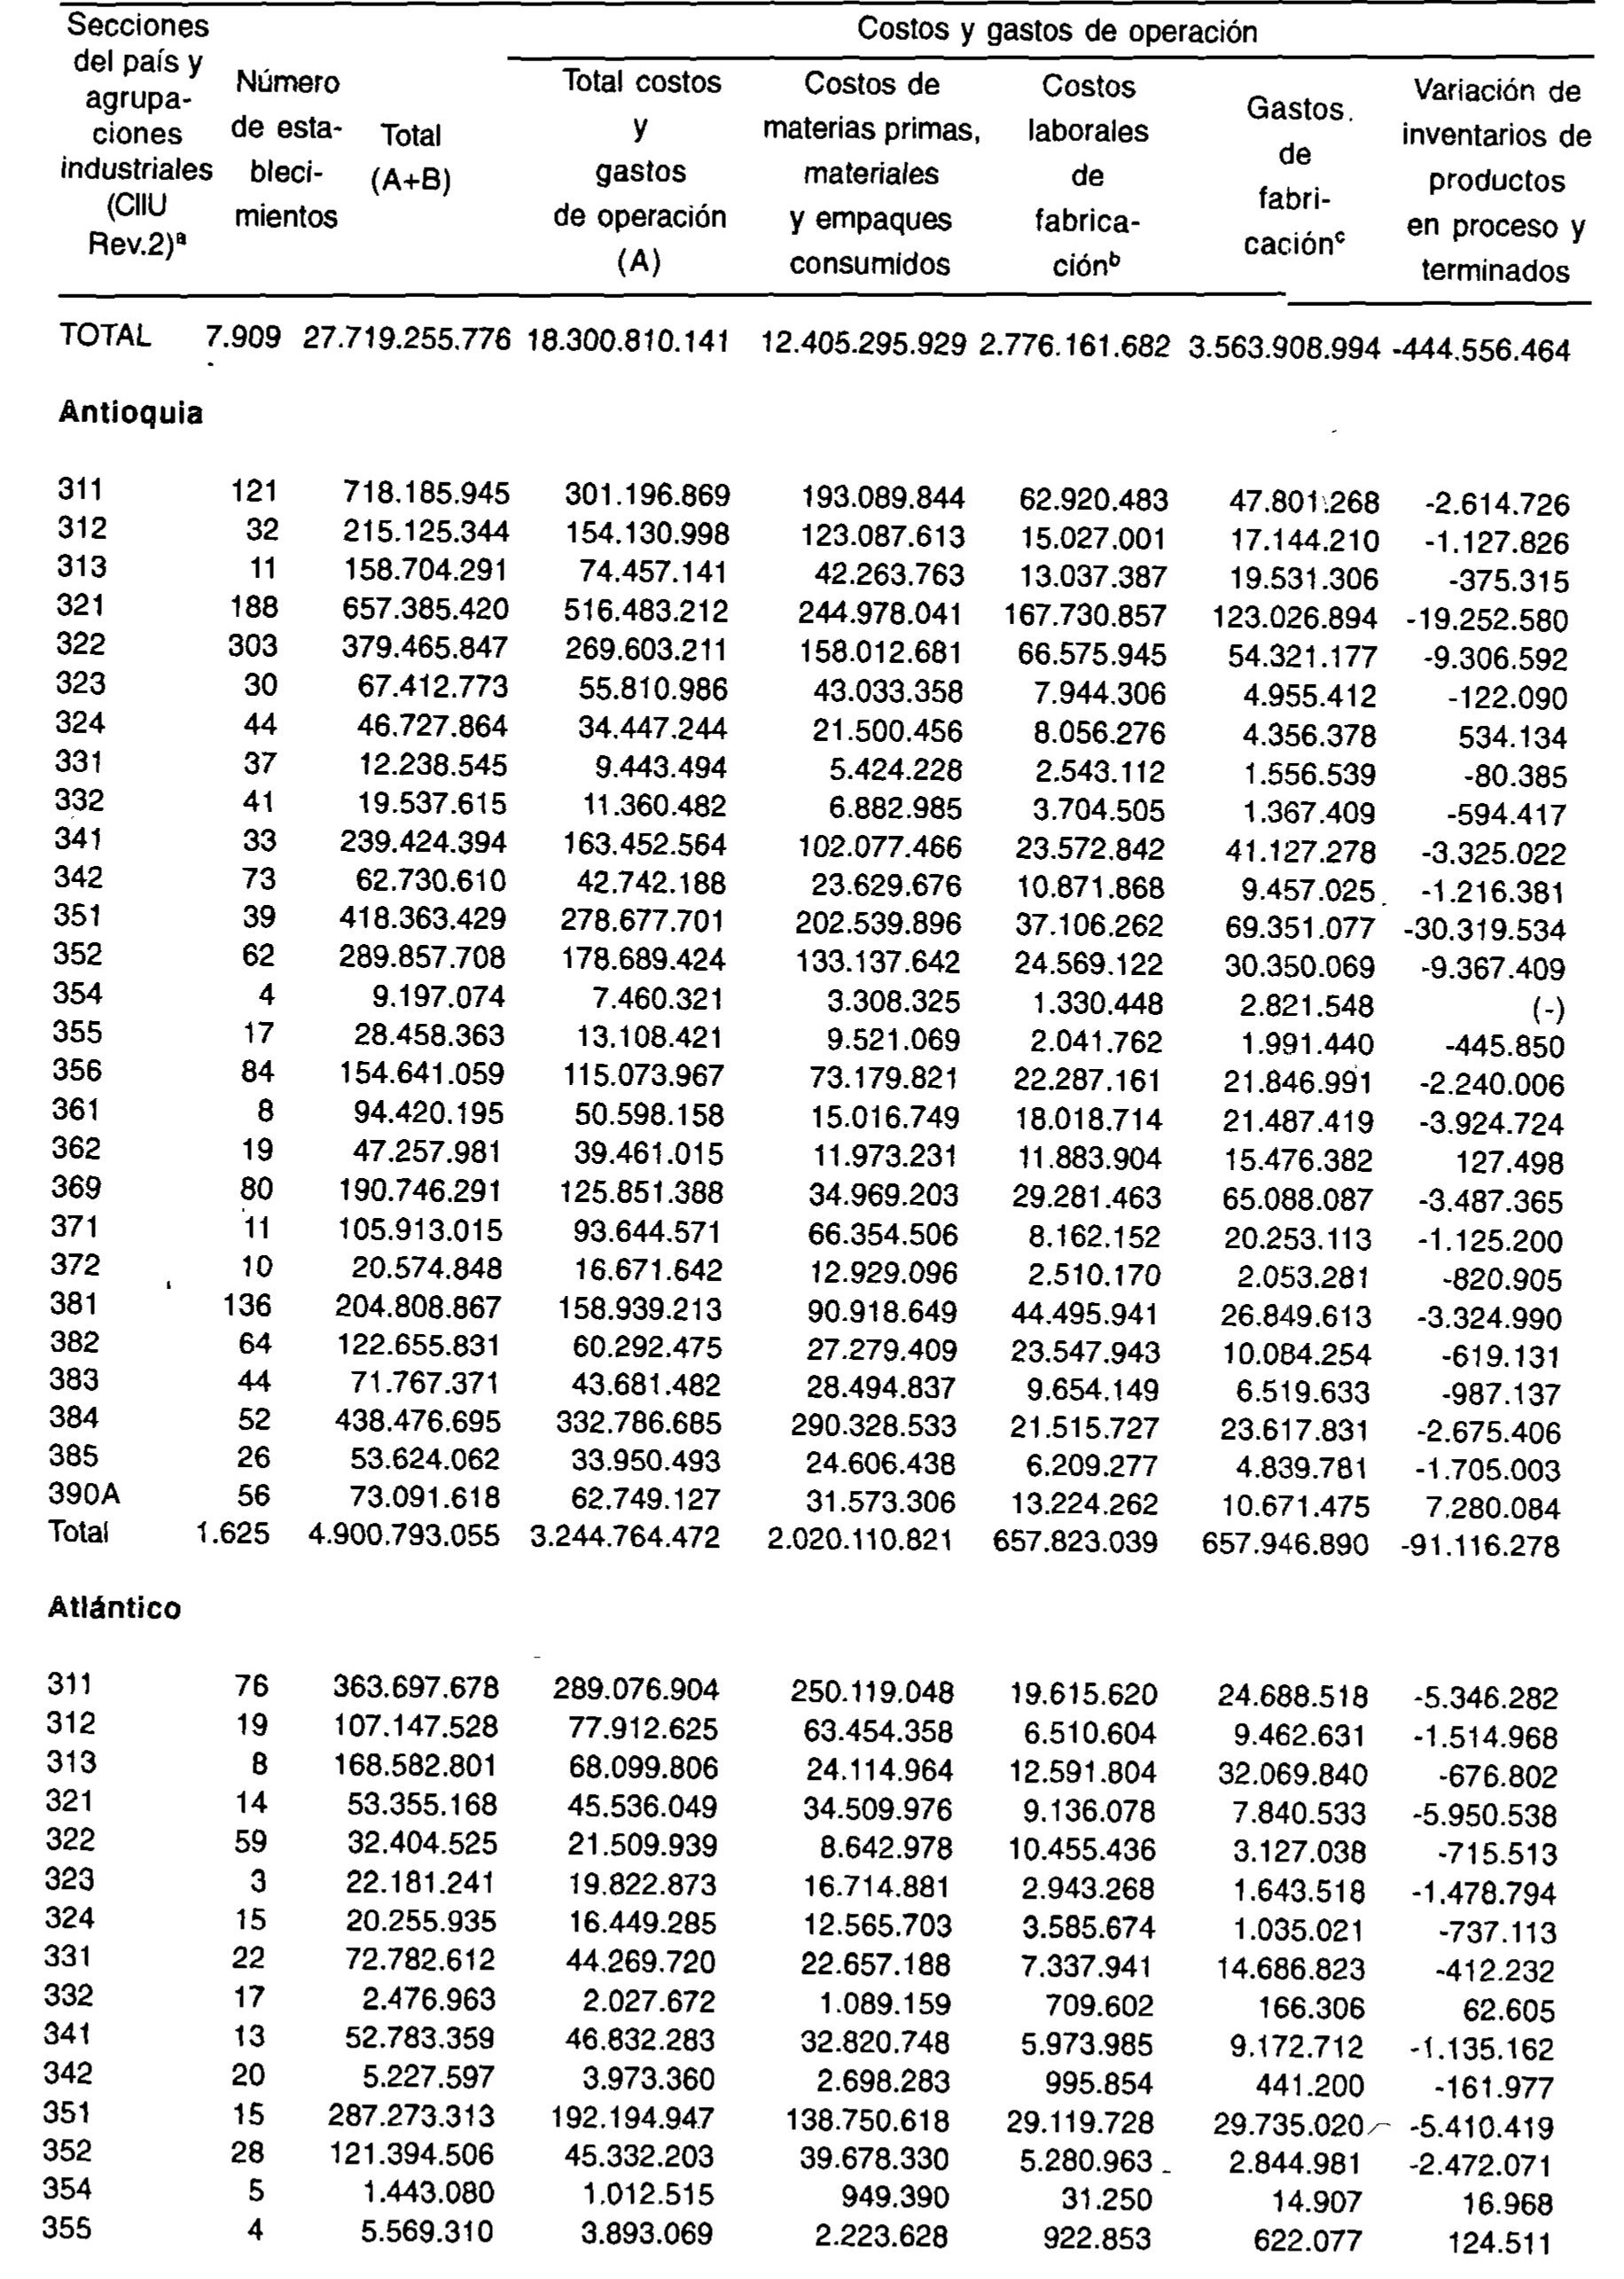 Secciones del país y agrupa-ciones industriales (CIIU Rev.2)ª Número de esta-bleci-mientos Total (A+B) Costos y gastos de operación
Total costos y gastos de operación (A) Costos de materias primas, materiales y empaques consumidos Costos laborales de fabrica-ciónᵇ Gastos. de fabri-caciónᶜ Variación de inventarios de productos en proceso y terminados
TOTAL 7.909 27.719.255.776 18.300.810.141 12.405.295.929 2.776.161.682 3.563.908.994 -444.556.464
Antioquia
311 121 718.185.945 301.196.869 193.089.844 62.920.483 47.801.268 -2.614.726
312 32 215.125.344 154.130.998 123.087.613 15.027.001 17.144.210 -1.127.826
313 11 158.704.291 74.457.141 42.263.763 13.037.387 19.531.306 -375.315
321 188 657.385.420 516.483.212 244.978.041 167.730.857 123.026.894 -19.252.580
322 303 379.465.847 269.603.211 158.012.681 66.575.945 54.321.177 -9.306.592
323 30 67.412.773 55.810.986 43.033.358 7.944.306 4.955.412 -122.090
324 44 46.727.864 34.447.244 21.500.456 8.056.276 4.356.378 534.134
331 37 12.238.545 9.443.494 5.424.228 2.543.112 1.556.539 -80.385
332 41 19.537.615 11.360.482 6.882.985 3.704.505 1.367.409 -594.417
341 33 239.424.394 163.452.564 102.077.466 23.572.842 41.127.278 -3.325.022
342 73 62.730.610 42.742.188 23.629.676 10.871.868 9.457.025 -1.216.381
351 39 418.363.429 278.677.701 202.539.896 37.106.262 69.351.077 -30.319.534
352 62 289.857.708 178.689.424 133.137.642 24.569.122 30.350.069 -9.367.409
354 4 9.197.074 7.460.321 3.308.325 1.330.448 2.821.548 (-)
355 17 28.458.363 13.108.421 9.521.069 2.041.762 1.991.440 -445.850
356 84 154.641.059 115.073.967 73.179.821 22.287.161 21.846.991 -2.240.006
361 8 94.420.195 50.598.158 15.016.749 18.018.714 21.487.419 -3.924.724
362 19 47.257.981 39.461.015 11.973.231 11.883.904 15.476.382 127.498
369 80 190.746.291 125.851.388 34.969.203 29.281.463 65.088.087 -3.487.365
371 11 105.913.015 93.644.571 66.354.506 8.162.152 20.253.113 -1.125.200
372 10 20.574.848 16.671.642 12.929.096 2.510.170 2.053.281 -820.905
381 136 204.808.867 158.939.213 90.918.649 44.495.941 26.849.613 -3.324.990
382 64 122.655.831 60.292.475 27.279.409 23.547.943 10.084.254 -619.131
383 44 71.767.371 43.681.482 28.494.837 9.654.149 6.519.633 -987.137
384 52 438.476.695 332.786.685 290.328.533 21.515.727 23.617.831 -2.675.406
385 26 53.624.062 33.950.493 24.606.438 6.209.277 4.839.781 -1.705.003
390A 56 73.091.618 62.749.127 31.573.306 13.224.262 10.671.475 7.280.084
Total 1.625 4.900.793.055 3.244.764.472 2.020.110.821 657.823.039 657.946.890 -91.116.278
Atlántico
311 76 363.697.678 289.076.904 250.119.048 19.615.620 24.688.518 -5.346.282
312 19 107.147.528 77.912.625 63.454.358 6.510.604 9.462.631 -1.514.968
313 8 168.582.801 68.099.806 24.114.964 12.591.804 32.069.840 -676.802
321 14 53.355.168 45.536.049 34.509.976 9.136.078 7.840.533 -5.950.538
322 59 32.404.525 21.509.939 8.642.978 10.455.436 3.127.038 -715.513
323 3 22.181.241 19.822.873 16.714.881 2.943.268 1.643.518 -1.478.794
324 15 20.255.935 16.449.285 12.565.703 3.585.674 1.035.021 -737.113
331 22 72.782.612 44.269.720 22.657.188 7.337.941 14.686.823 -412.232
332 17 2.476.963 2.027.672 1.089.159 709.602 166.306 62.605
341 13 52.783.359 46.832.283 32.820.748 5.973.985 9.172.712 -1.135.162
342 20 5.227.597 3.973.360 2.698.283 995.854 441.200 -161.977
351 15 287.273.313 192.194.947 138.750.618 29.119.728 29.735.020 -5.410.419
352 28 121.394.506 45.332.203 39.678.330 5.280.963 2.844.981 -2.472.071
354 5 1.443.080 1.012.515 949.390 31.250 14.907 16.968
355 4 5.569.310 3.893.069 2.223.628 922.853 622.077 124.511